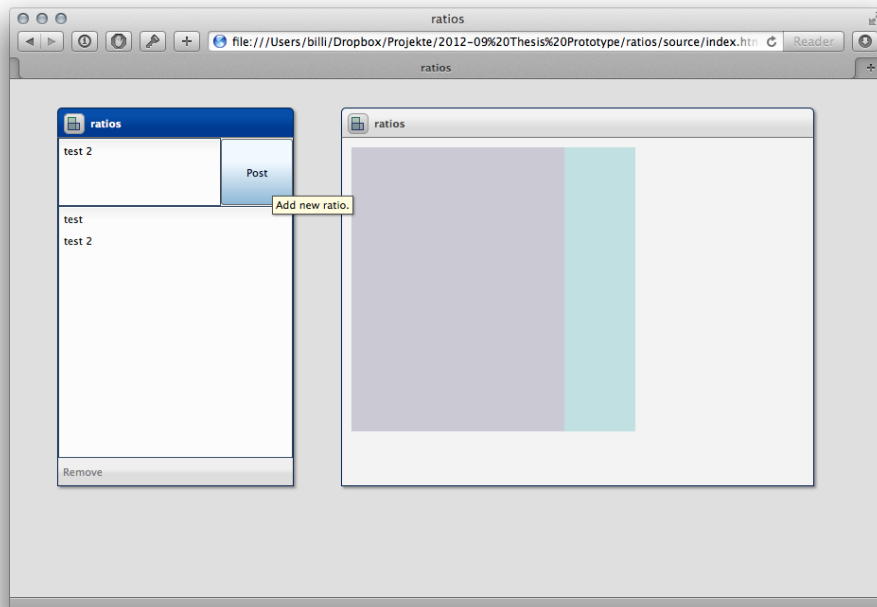 ratios
file:///Users/billi/Dropbox/Projekte/2012-09%20Thesis%20Prototype/ratios/source/index.htm
Reader
ratios
ratios
ratios
test 2
Post
Add new ratio.
test
test 2
Remove